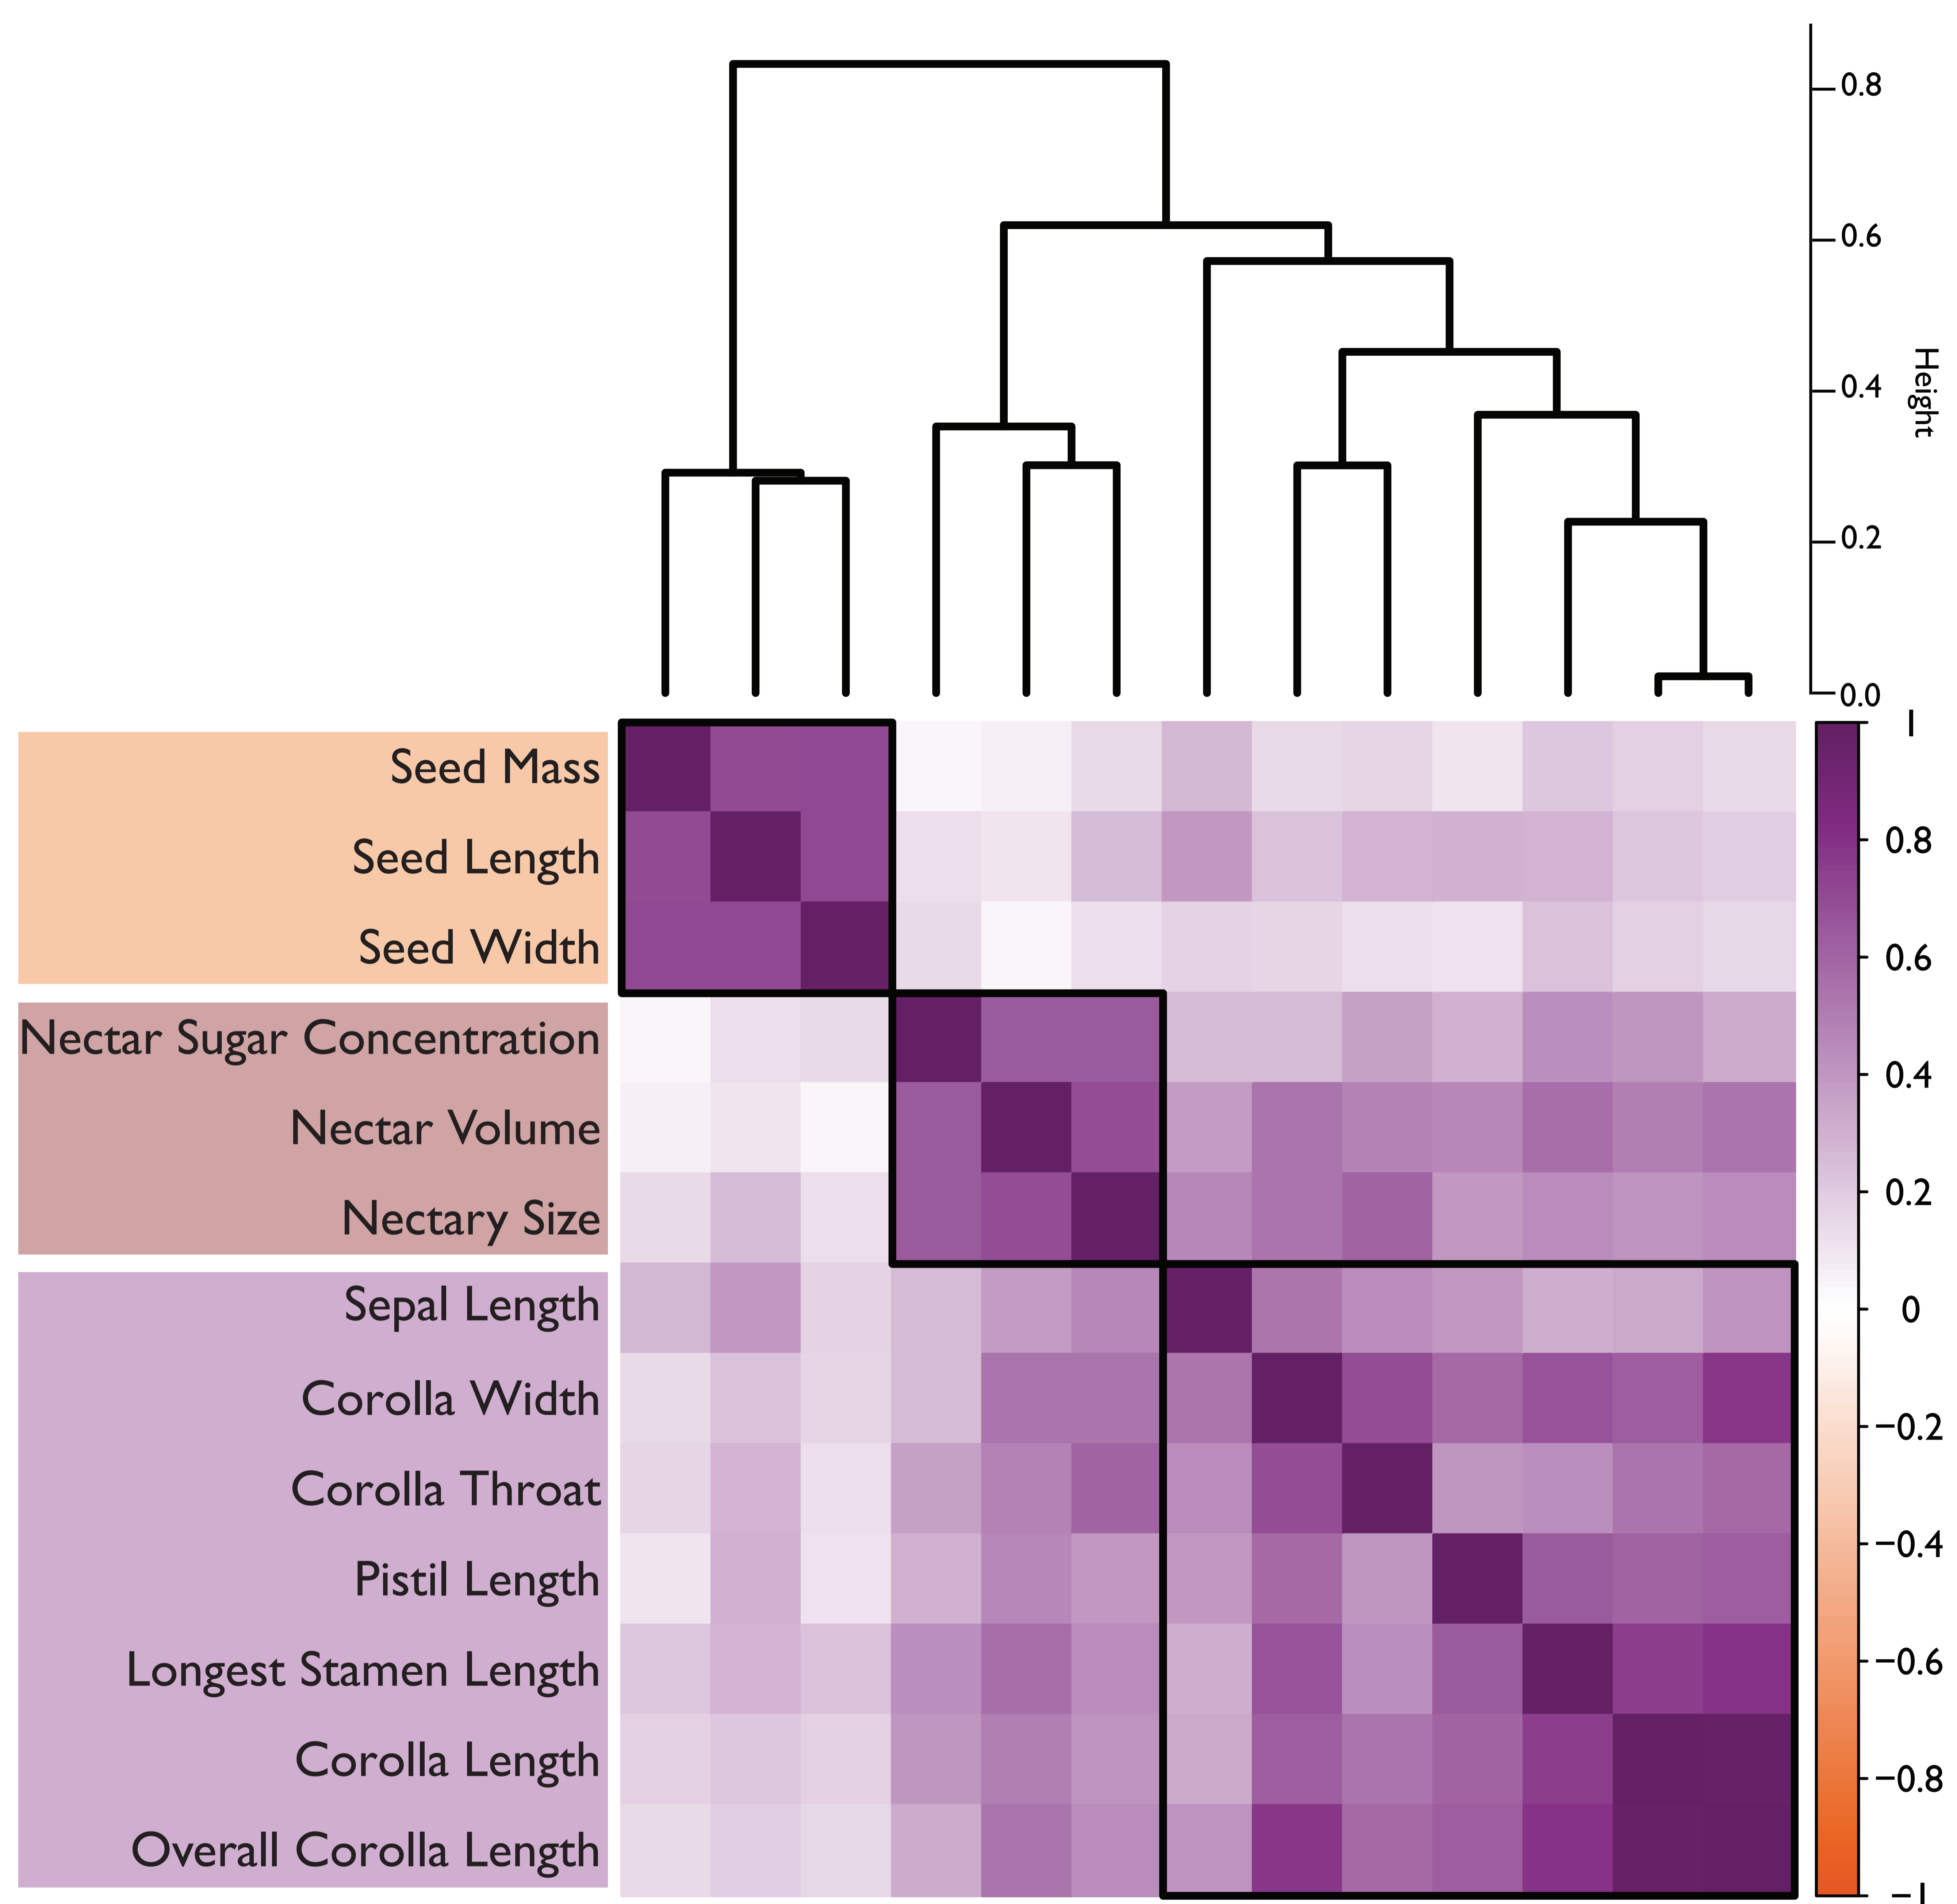 0.8
0.6
0.4
0.2
0.0
Height
Seed Mass
Seed Length
Seed Width
Nectar Sugar Concentration
Nectar Volume
Nectary Size
Sepal Length
Corolla Width
Corolla Throat
Pistil Length
Longest Stamen Length
Corolla Length
Overall Corolla Length
1
0.8
0.6
0.4
0.2
0
−0.2
−0.4
−0.6
−0.8
−1